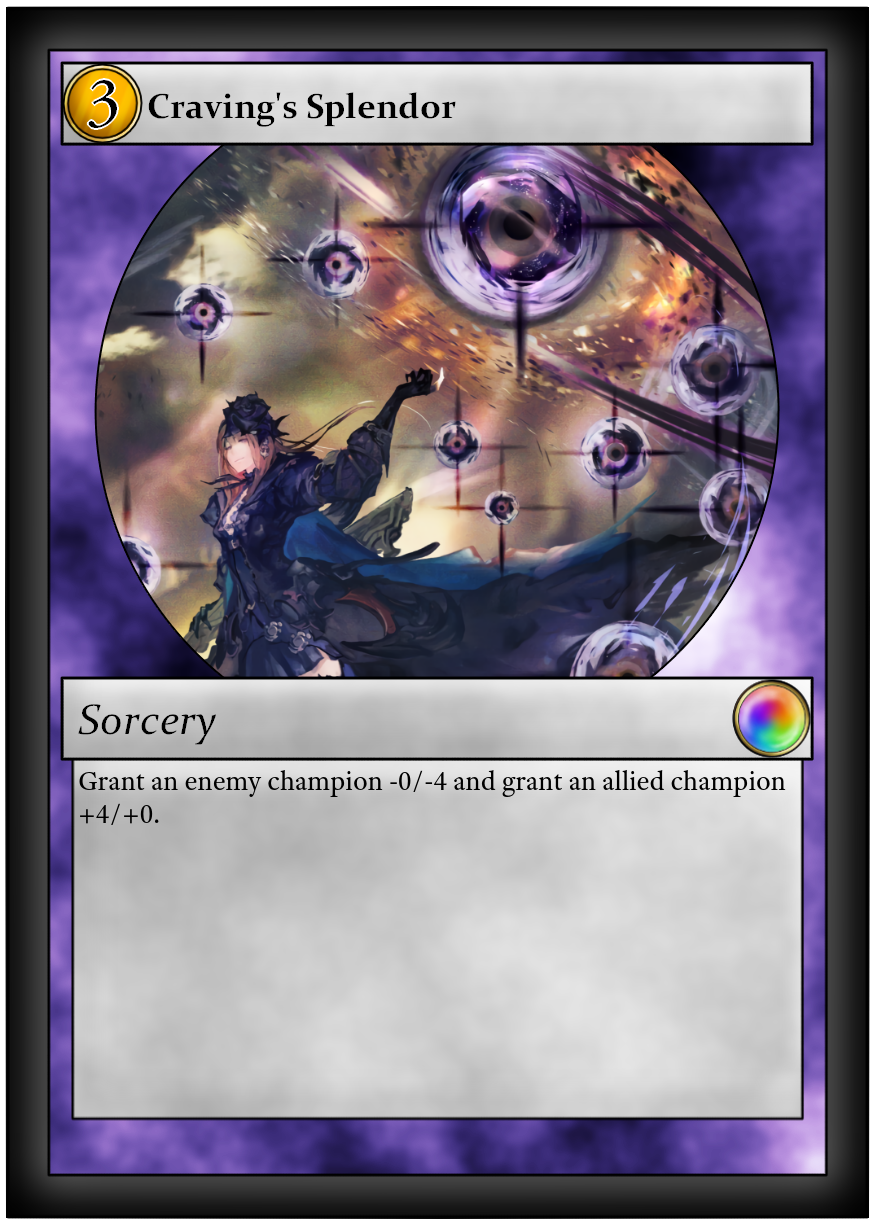 3
Craving's Splendor
Sorcery
Grant an enemy champion -0/-4 and grant an allied champion
+4/+0.